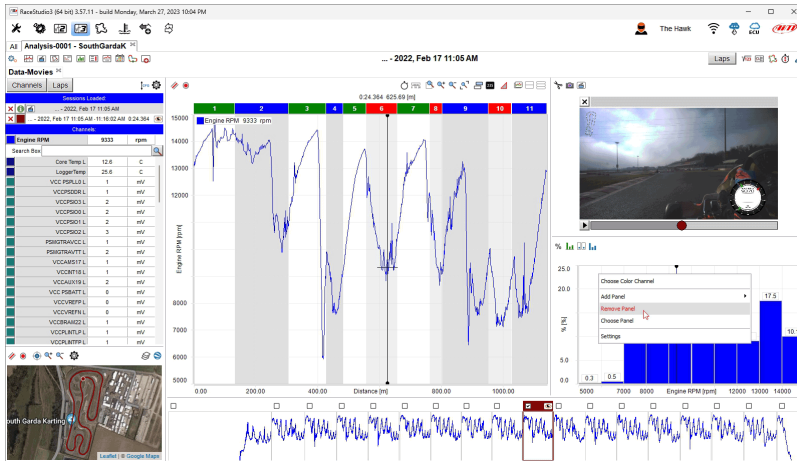 RaceStudio3 (64 bit) 3.57.11 - build Monday, March 27, 2023 10:04 PM
The Hawk
ECU
All Analysis-0001 - SouthGardaK
... - 2022, Feb 17 11:05 AM
Laps
Data-Movies
Channels Laps
Sessions Loaded
... - 2022, Feb 17 11:05 AM
... - 2022, Feb 17 11:05 AM -11:16:02 AM 0:24.364
Channels:
Engine RPM 9333 rpm
Search Box
Core Temp L 12.6 C
LoggerTemp 25.6 C
VCC PSPLL0 L 1 mV
VCCPSDDR L 1 mV
VCCPSIO3 L 2 mV
VCCPSIO0 L 2 mV
VCCPSIO1 L 2 mV
VCCPSIO2 L 3 mV
PSMGTRAVCC L 1 mV
PSMGTRAVTT L 2 mV
VCCAMS17 L 1 mV
VCCINT18 L 1 mV
VCCAUX19 L 2 mV
VCC PSBATT L 0 mV
VCCVREFP L 0 mV
VCCVREFN L 0 mV
VCCBRAM22 L 1 mV
VCCPLINTLP L 1 mV
VCCPLINTFP L 1 mV
outh Garda Karting
Leaflet | © Google Maps
0:24.364 625.69 [m]
1 2 3 4 5 6 7 8 9 10 11
Engine RPM 9333 rpm
15000
14000
13000
12000
8000
7000
6000
5000
Engine RPM [rpm]
0.00 200.00 400.00 Distance [m] 800.00 1000.00
%
25.0
20.0
5.0
0.0
% [%]
Choose Color Channel
Add Panel
Remove Panel
Choose Panel
Settings
0.3 0.5 17.5 10.1
5000 7000 8000 Engine RPM [rpm] 12000 13000 14000